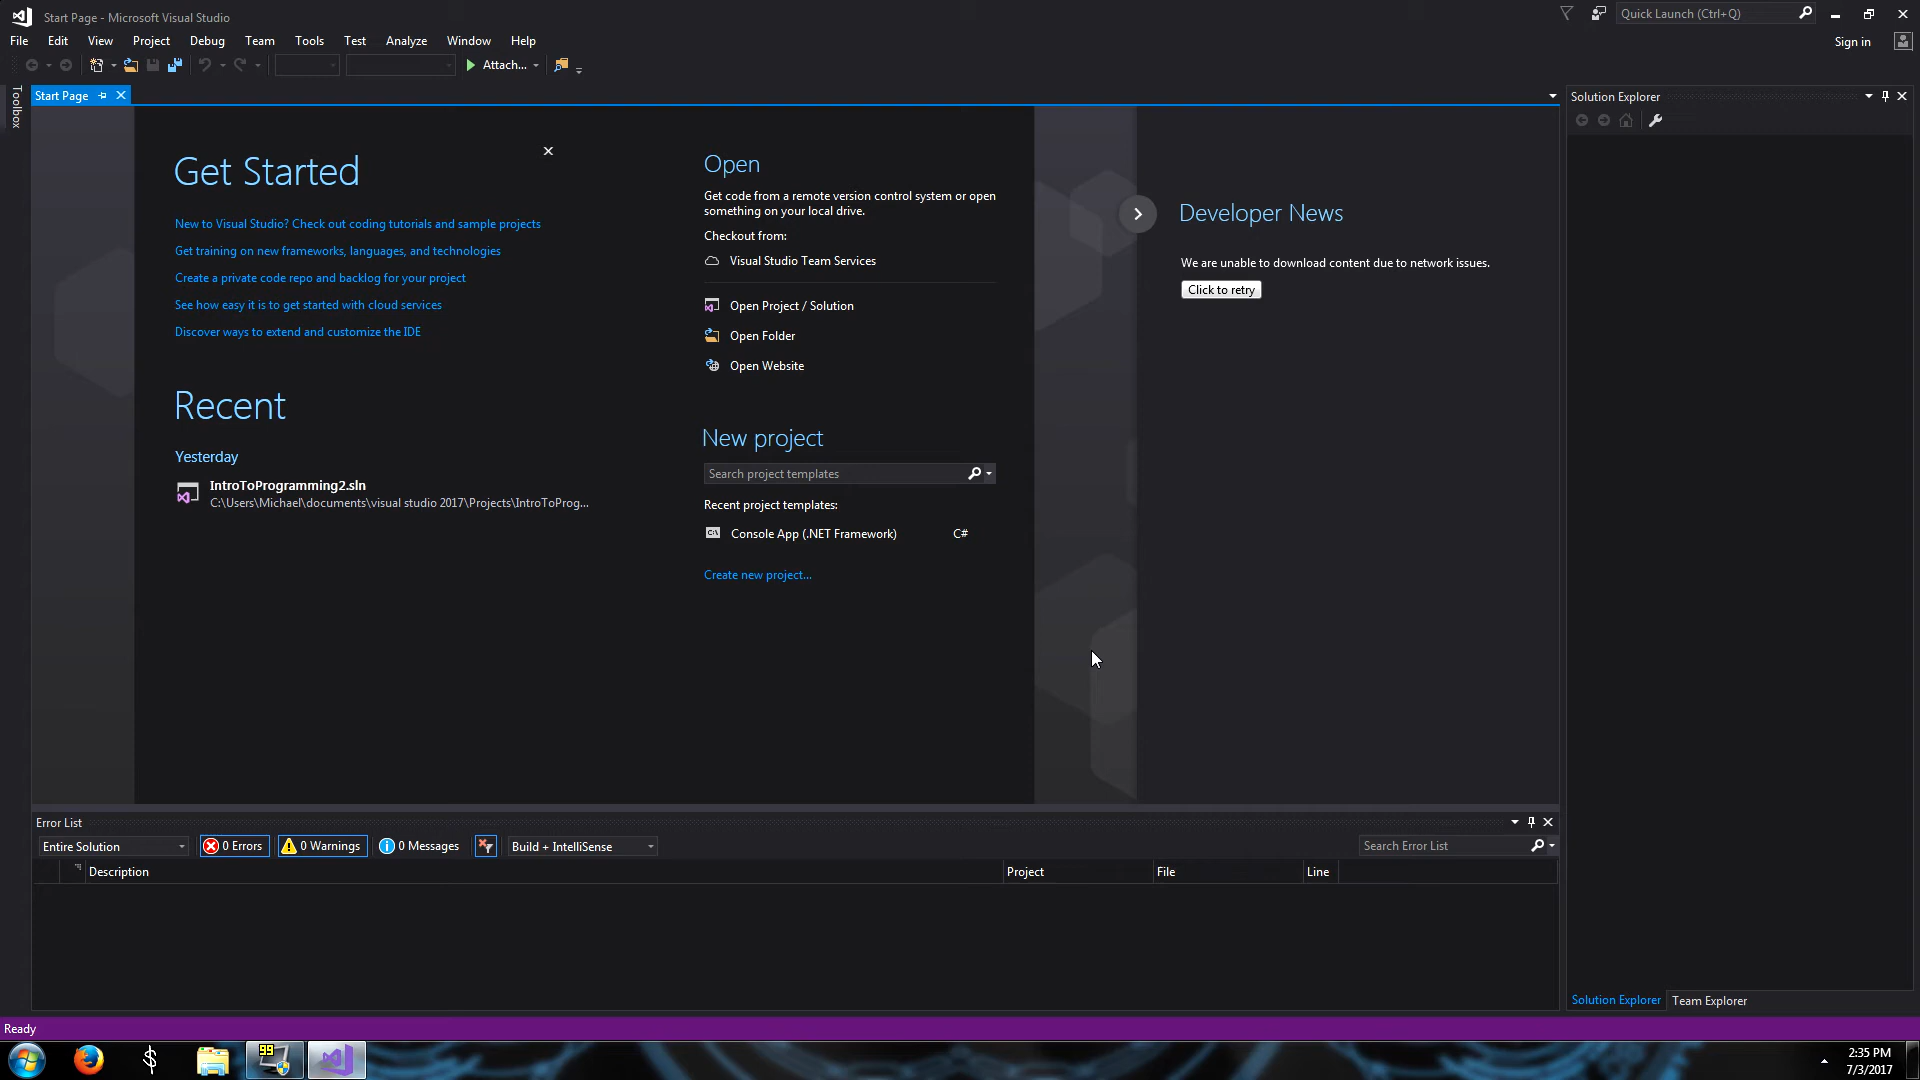 Start Page - Microsoft Visual Studio
Quick Launch (Ctrl+Q)
File Edit View Project Debug Team Tools Test Analyze Window Help
Sign in
Attach...
Toolbox
Start Page
Solution Explorer
Get Started
New to Visual Studio? Check out coding tutorials and sample projects
Get training on new frameworks, languages, and technologies
Create a private code repo and backlog for your project
See how easy it is to get started with cloud services
Discover ways to extend and customize the IDE
Recent
Yesterday
IntroToProgramming2.sln
C:\Users\Michael\documents\visual studio 2017\Projects\IntroToProg...
Open
Get code from a remote version control system or open
something on your local drive.
Checkout from:
Visual Studio Team Services
Open Project / Solution
Open Folder
Open Website
New project
Search project templates
Recent project templates:
Console App (.NET Framework) C#
Create new project...
Developer News
We are unable to download content due to network issues.
Click to retry
Error List
Entire Solution 0 Errors 0 Warnings 0 Messages Build + IntelliSense Search Error List
Description Project File Line
Solution Explorer Team Explorer
Ready
99
2:35 PM
7/3/2017